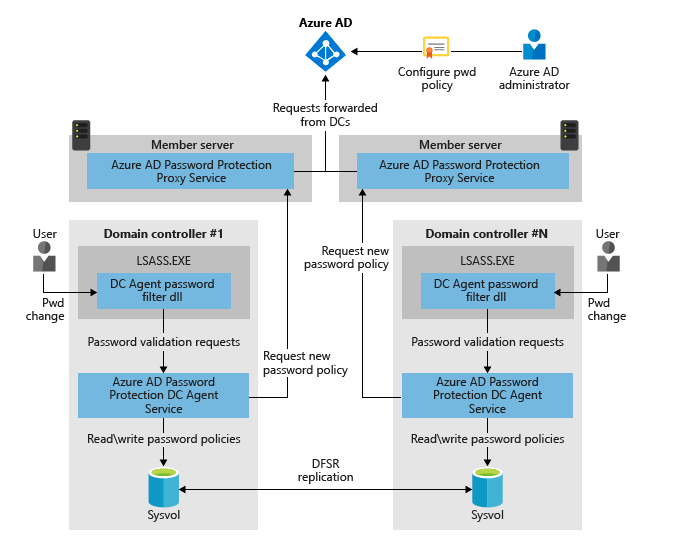 Azure AD
Configure pwd
policy
Azure AD
administrator
Requests forwarded
from DCs
Member server
Azure AD Password Protection
Proxy Service
Member server
Azure AD Password Protection
Proxy Service
User
Domain controller #1
LSASS.EXE
DC Agent password
filter dll
Pwd
change
Password validation requests
Request new
password policy
Azure AD Password
Protection DC Agent
Service
Read\write password policies
Sysvol
Request new
password policy
Domain controller #N
User
LSASS.EXE
DC Agent password
filter dll
Pwd
change
Password validation requests
Azure AD Password
Protection DC Agent
Service
Read\write password policies
DFSR
replication
Sysvol